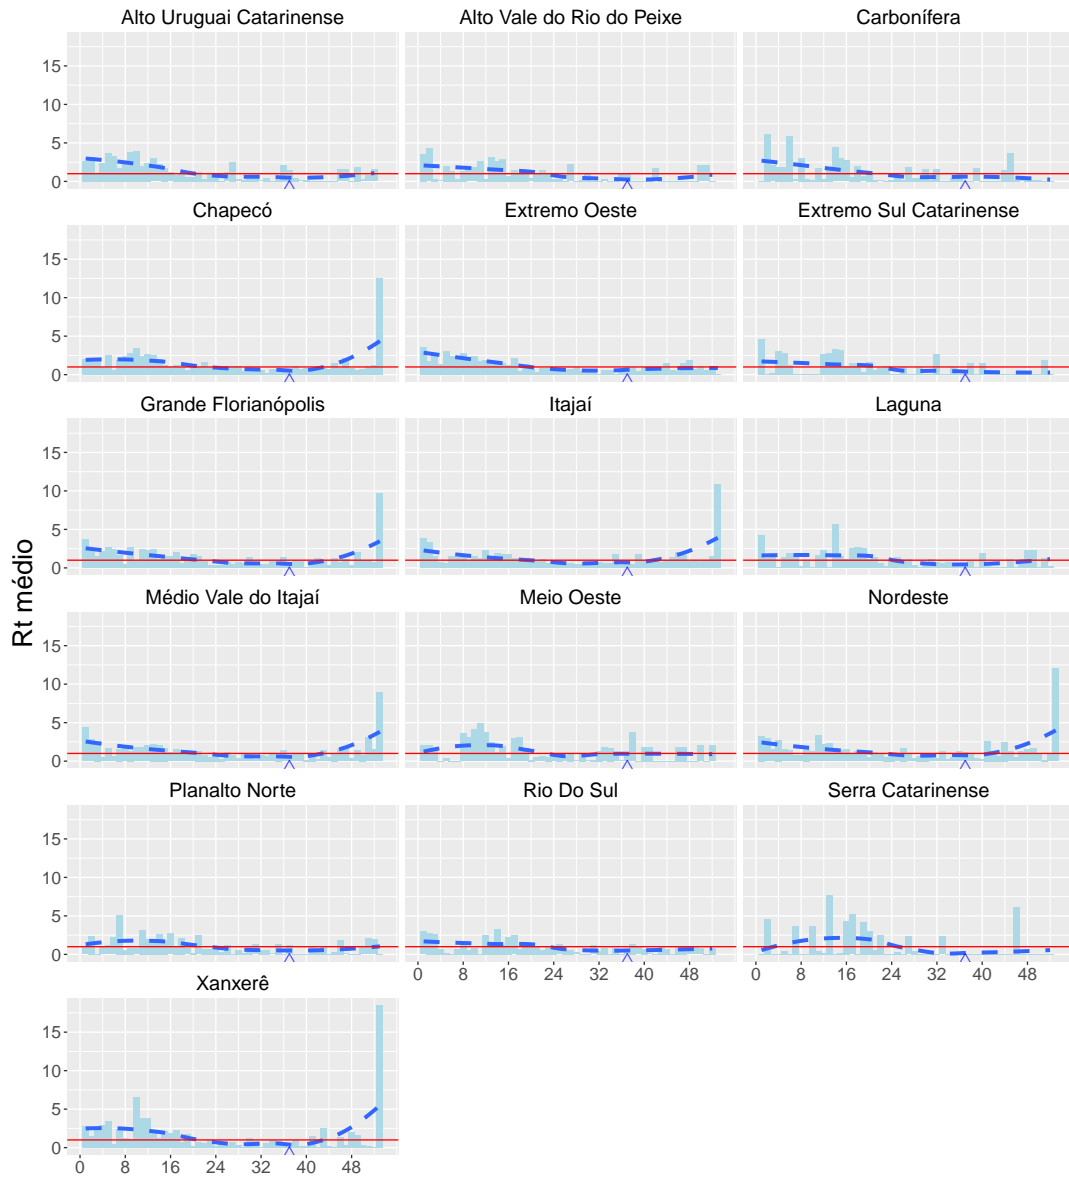 Alto Uruguai Catarinense Alto Vale do Rio do Peixe Carbonífera
15
10
5
0
Chapecó Extremo Oeste Extremo Sul Catarinense
15
10
5
0
Grande Florianópolis Itajaí Laguna
15
10
5
0
Rt médio
Médio Vale do Itajaí Meio Oeste Nordeste
15
10
5
0
Planalto Norte Rio Do Sul Serra Catarinense
15
10
5
0
0 8 16 24 32 40 48 0 8 16 24 32 40 48
Xanxerê
15
10
5
0
0 8 16 24 32 40 48